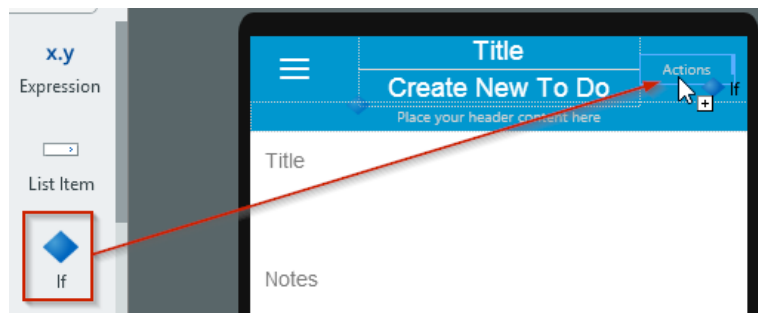 x.y
Expression
List Item
If
Title
Create New To Do
Actions
If
Place your header content here
Title
Notes